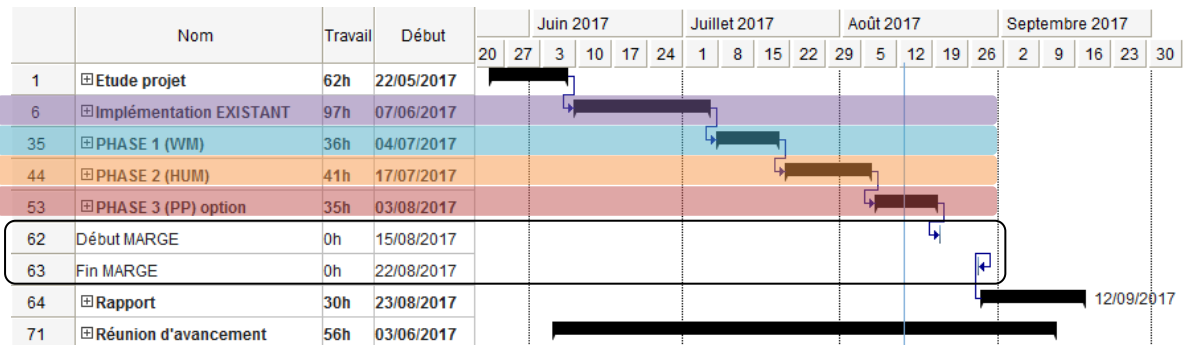 Nom Travail Début Juin 2017 Juillet 2017 Août 2017 Septembre 2017
20 27 3 10 17 24 1 8 15 22 29 5 12 19 26 2 9 16 23 30
1 Etude projet 62h 22/05/2017
6 Implémentation EXISTANT 97h 07/06/2017
35 PHASE 1 (WM) 36h 04/07/2017
44 PHASE 2 (HUM) 41h 17/07/2017
53 PHASE 3 (PP) option 35h 03/08/2017
62 Début MARGE 0h 15/08/2017
63 Fin MARGE 0h 22/08/2017
64 Rapport 30h 23/08/2017 12/09/2017
71 Réunion d'avancement 56h 03/06/2017